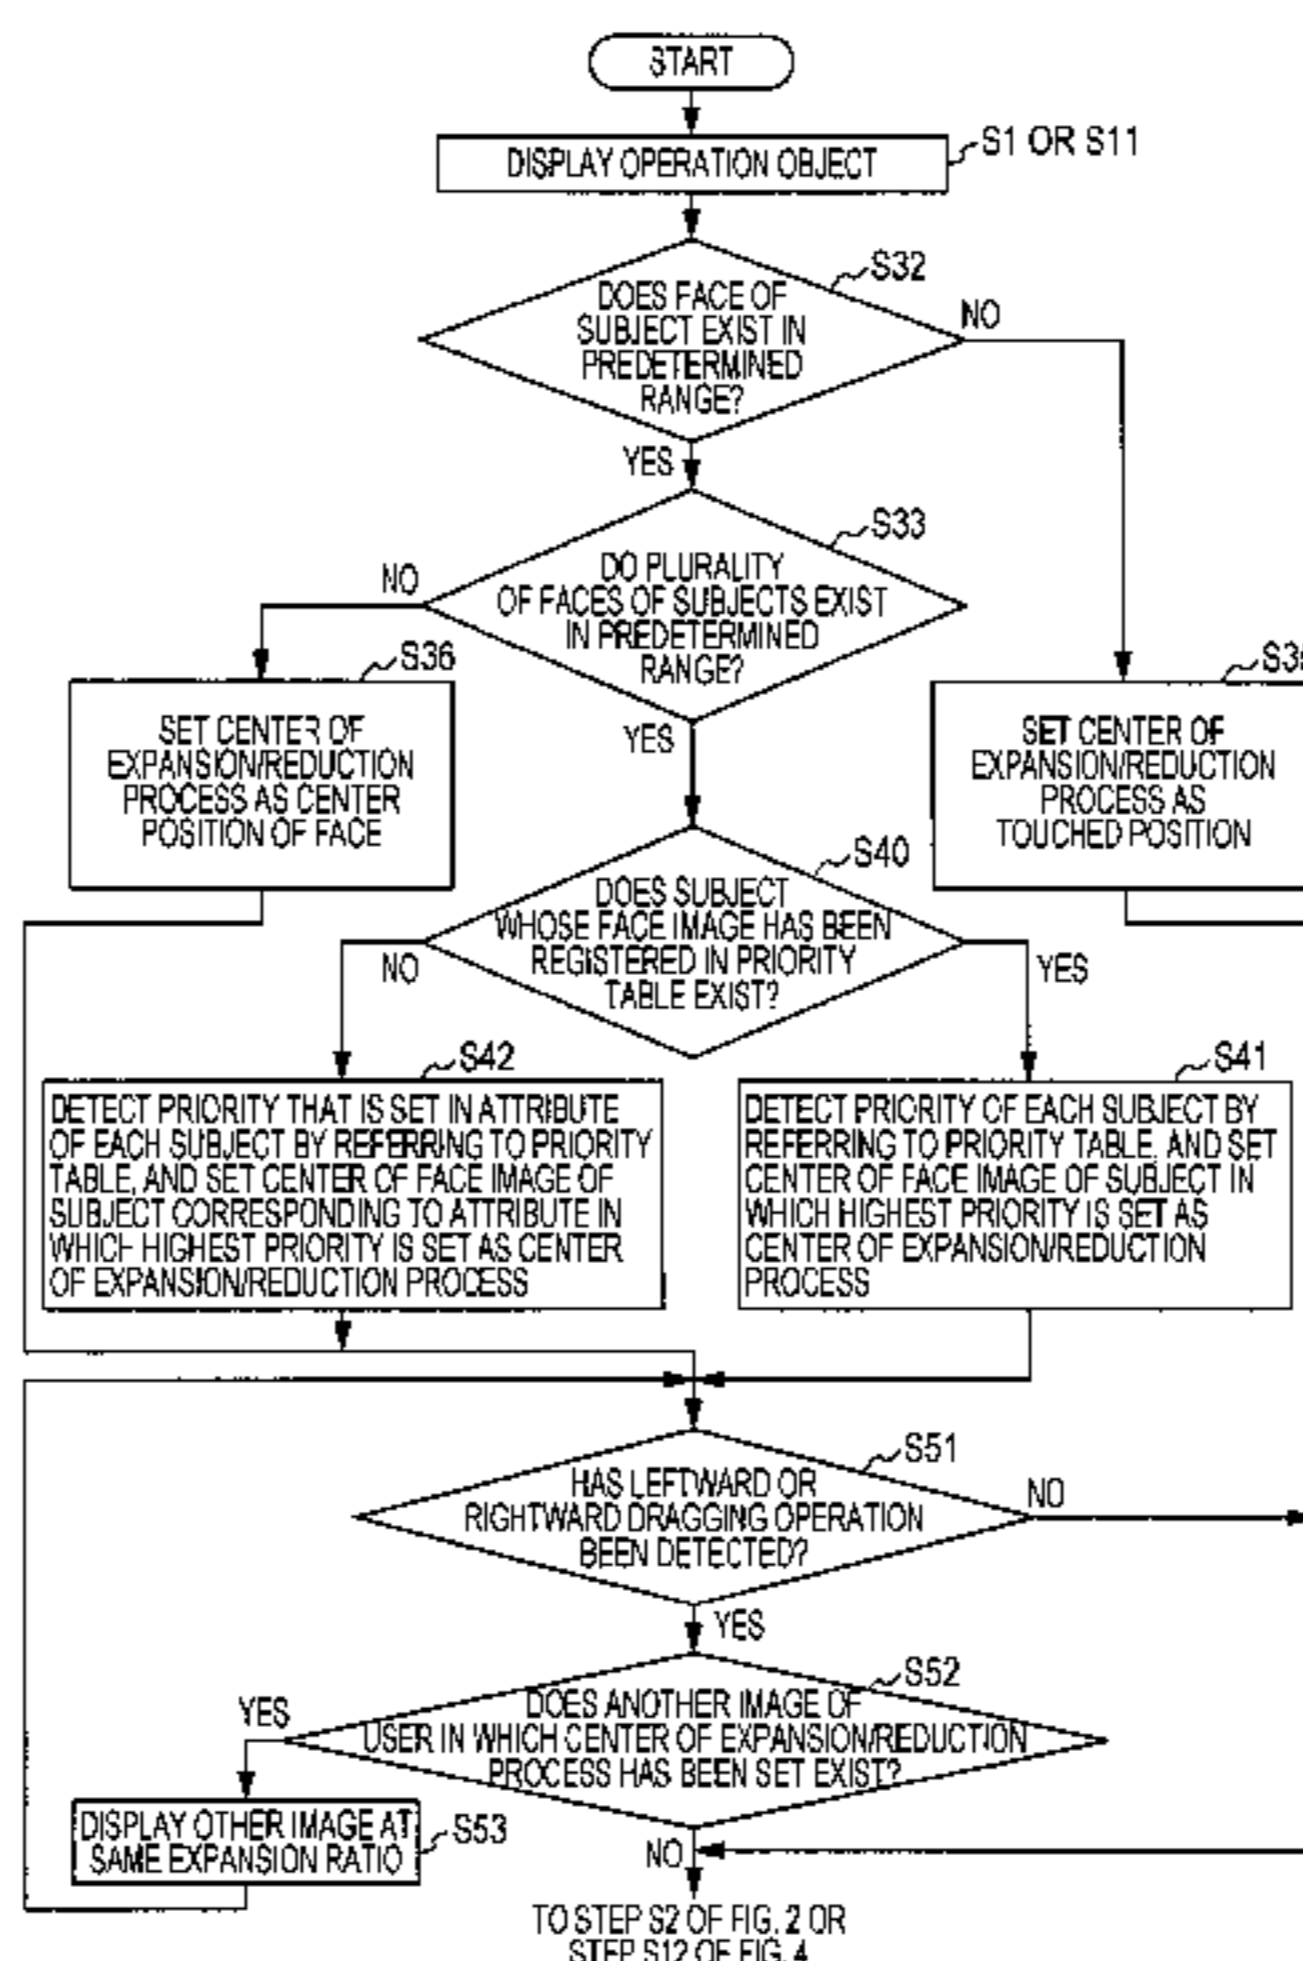 START
DISPLAY OPERATION OBJECT
S1 OR S11
S32
DOES FACE OF
SUBJECT EXIST IN
PREDETERMINED
RANGE?
NO
YES
S33
DO PLURALITY
OF FACES OF SUBJECTS EXIST
IN PREDETERMINED
RANGE?
NO
YES
S36
SET CENTER OF
EXPANSION/REDUCTION
PROCESS AS CENTER
POSITION OF FACE
SET CENTER OF
EXPANSION/REDUCTION
PROCESS AS
TOUCHED POSITION
S40
DOES SUBJECT
WHOSE FACE IMAGE HAS BEEN
REGISTERED IN PRIORITY
TABLE EXIST?
NO
YES
S42
DETECT PRIORITY THAT IS SET IN ATTRIBUTE
OF EACH SUBJECT BY REFERRING TO PRIORITY
TABLE, AND SET CENTER OF FACE IMAGE OF
SUBJECT CORRESPONDING TO ATTRIBUTE IN
WHICH HIGHEST PRIORITY IS SET AS CENTER
OF EXPANSION/REDUCTION PROCESS
S41
DETECT PRIORITY OF EACH SUBJECT BY
REFERRING TO PRIORITY TABLE, AND SET
CENTER OF FACE IMAGE OF SUBJECT IN
WHICH HIGHEST PRIORITY IS SET AS
CENTER OF EXPANSION/REDUCTION
PROCESS
S51
HAS LEFTWARD OR
RIGHTWARD DRAGGING OPERATION
BEEN DETECTED?
NO
YES
S52
DOES ANOTHER IMAGE OF
USER IN WHICH CENTER OF EXPANSION/REDUCTION
PROCESS HAS BEEN SET EXIST?
YES
NO
DISPLAY OTHER IMAGE AT
SAME EXPANSION RATIO
S53
TO STEP S2 OF FIG. 2 OR
STEP S12 OF FIG. 4